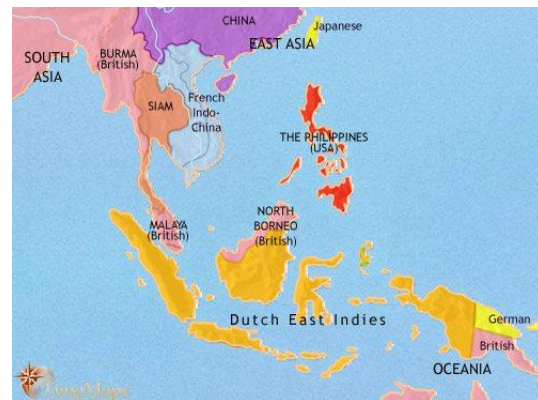 CHINA
Japanese
EAST ASIA
SOUTH
ASIA
BURMA
(British)
SIAM
French
Indo-
China
THE PHILIPPINES
(USA)
MALAYA
(British)
NORTH
BORNEO
(British)
Dutch East Indies
German
British
OCEANIA
TimeMaps